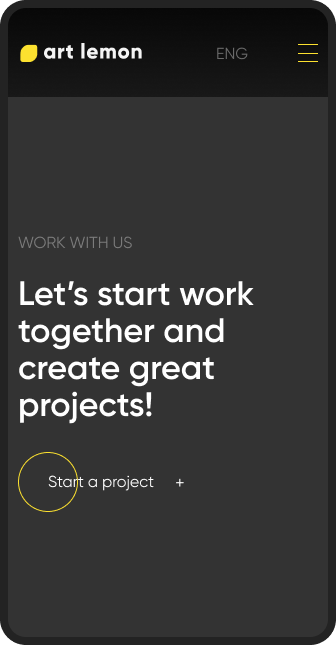 art lemon
ENG
WORK WITH US
Let’s start work
together and
create great
projects!
Start a project +